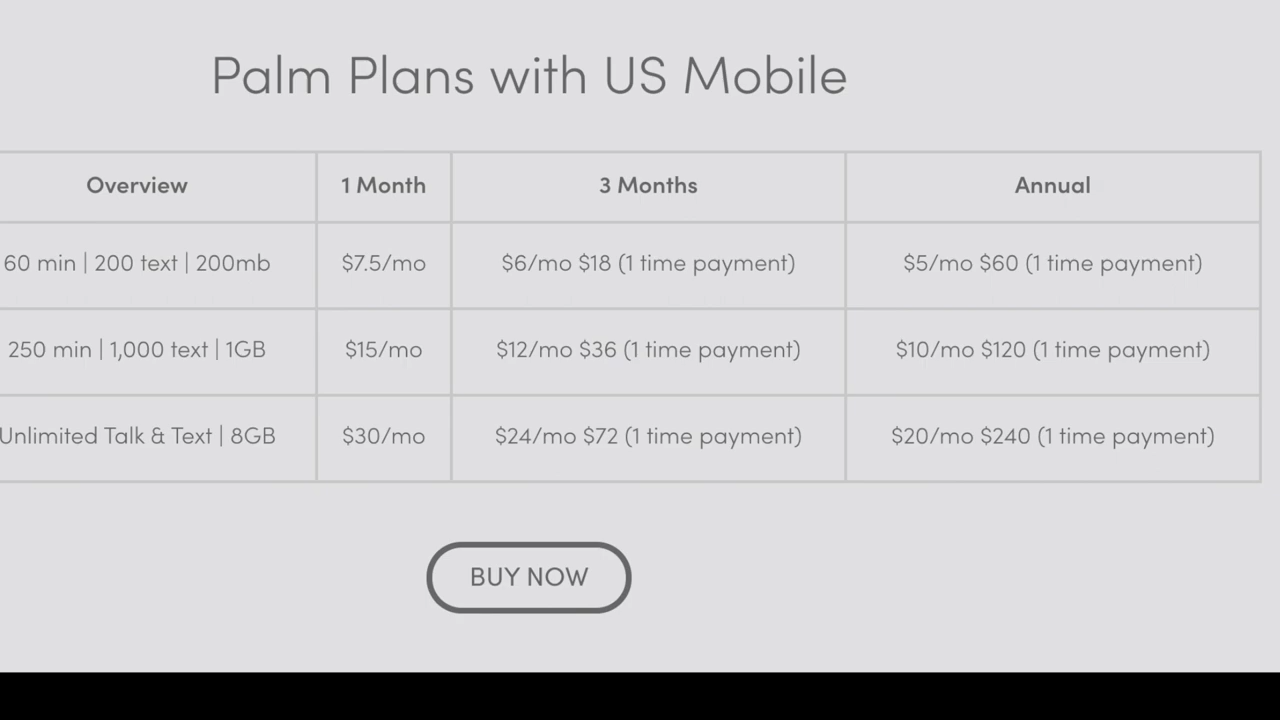 Palm Plans with US Mobile
Overview 1 Month 3 Months Annual
60 min | 200 text | 200mb $7.5/mo $6/mo $18 (1 time payment) $5/mo $60 (1 time payment)
250 min | 1,000 text | 1GB $15/mo $12/mo $36 (1 time payment) $10/mo $120 (1 time payment)
Unlimited Talk & Text | 8GB $30/mo $24/mo $72 (1 time payment) $20/mo $240 (1 time payment)
BUY NOW